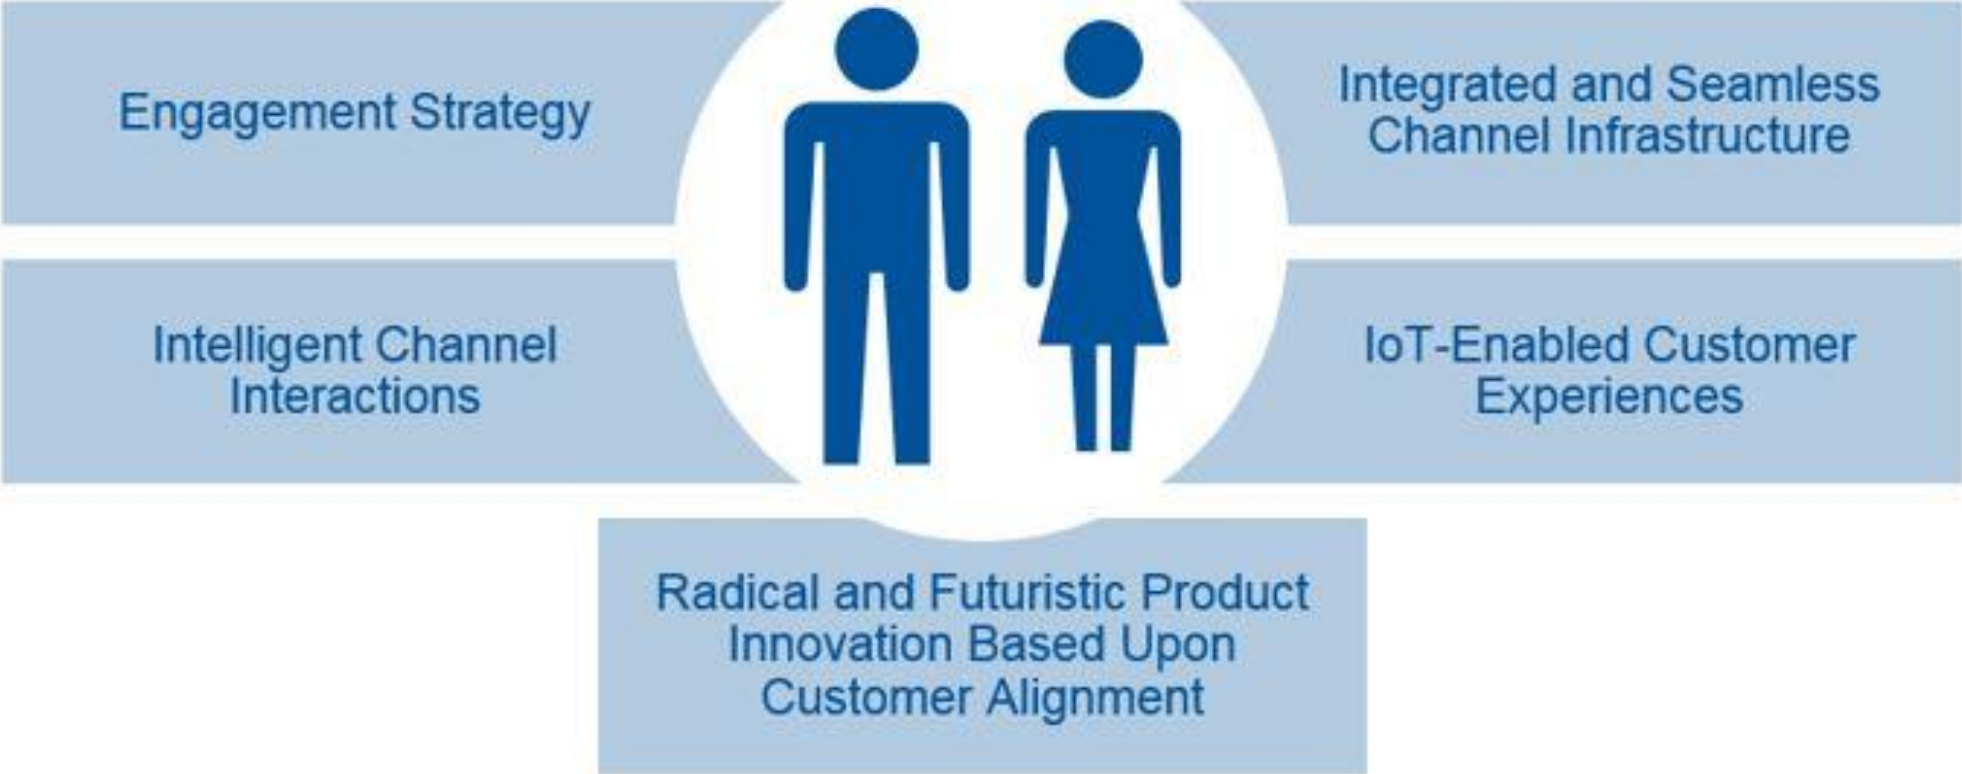 Engagement Strategy
Integrated and Seamless
Channel Infrastructure
Intelligent Channel
Interactions
IoT-Enabled Customer
Experiences
Radical and Futuristic Product
Innovation Based Upon
Customer Alignment